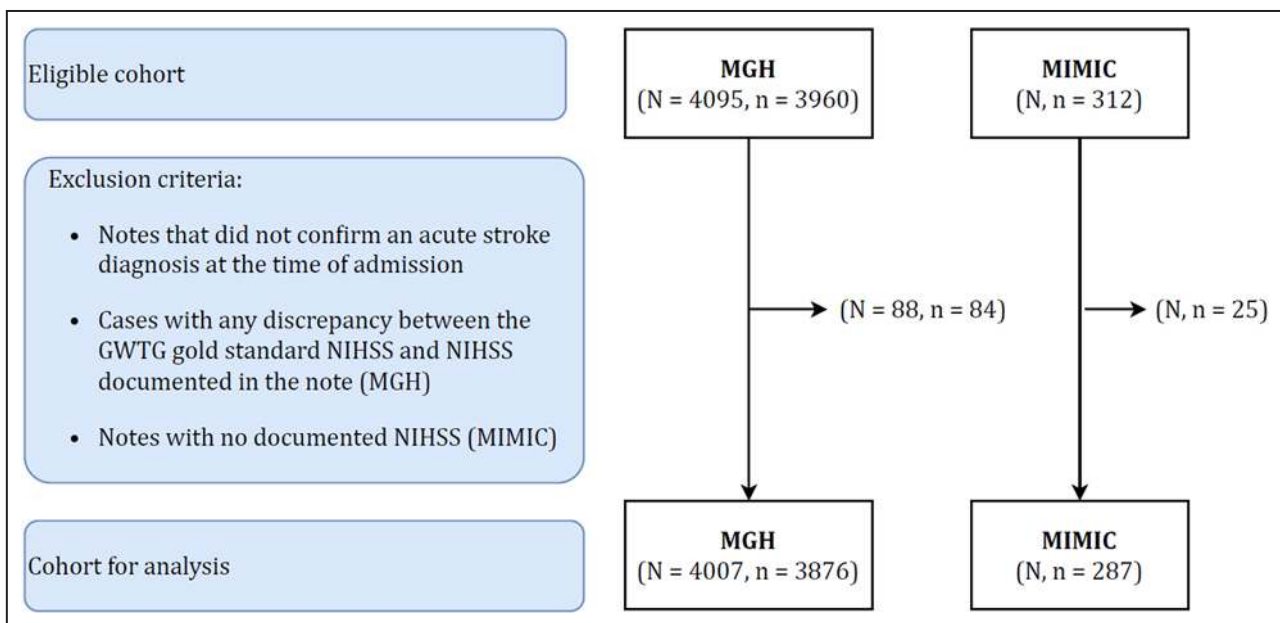 Eligible cohort
MGH
(N = 4095, n = 3960)
MIMIC
(N, n = 312)
Exclusion criteria:
• Notes that did not confirm an acute stroke
diagnosis at the time of admission
• Cases with any discrepancy between the
GWTG gold standard NIHSS and NIHSS
documented in the note (MGH)
• Notes with no documented NIHSS (MIMIC)
(N = 88, n = 84)
(N, n = 25)
Cohort for analysis
MGH
(N = 4007, n = 3876)
MIMIC
(N, n = 287)